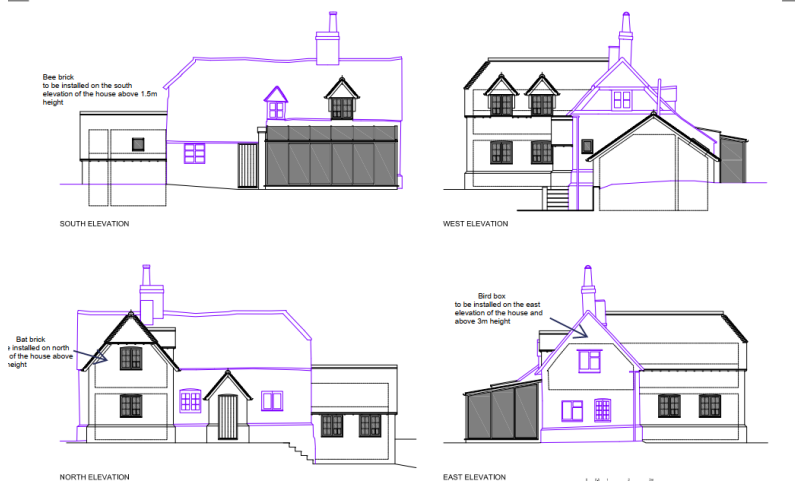 Bee brick
to be installed on the south
elevation of the house above 1.5m
height
SOUTH ELEVATION
WEST ELEVATION
Bat brick
installed on north
of the house above
height
NORTH ELEVATION
Bird box
to be installed on the east
elevation of the house and
above 3m height
EAST ELEVATION